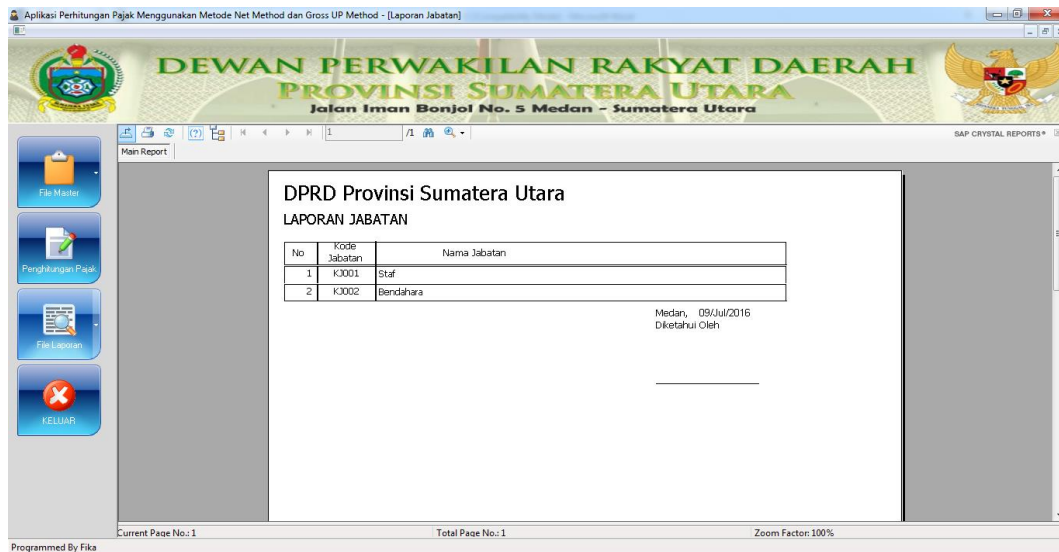 Aplikasi Perhitungan Pajak Menggunakan Metode Net Method dan Gross UP Method - [Laporan Jabatan]
DEWAN PERWAKILAN RAKYAT DAERAH
PROVINSI SUMATERA UTARA
Jalan Iman Bonjol No. 5 Medan - Sumatera Utara
1 /1
SAP CRYSTAL REPORTS®
Main Report
File Master
Penghitungan Pajak
File Laporan
KELUAR
DPRD Provinsi Sumatera Utara
LAPORAN JABATAN
No Kode Jabatan Nama Jabatan
1 KJ001 Staf
2 KJ002 Bendahara
Medan, 09/Jul/2016
Diketahui Oleh
Current Page No.: 1 Total Page No.: 1 Zoom Factor: 100%
Programmed By Fika